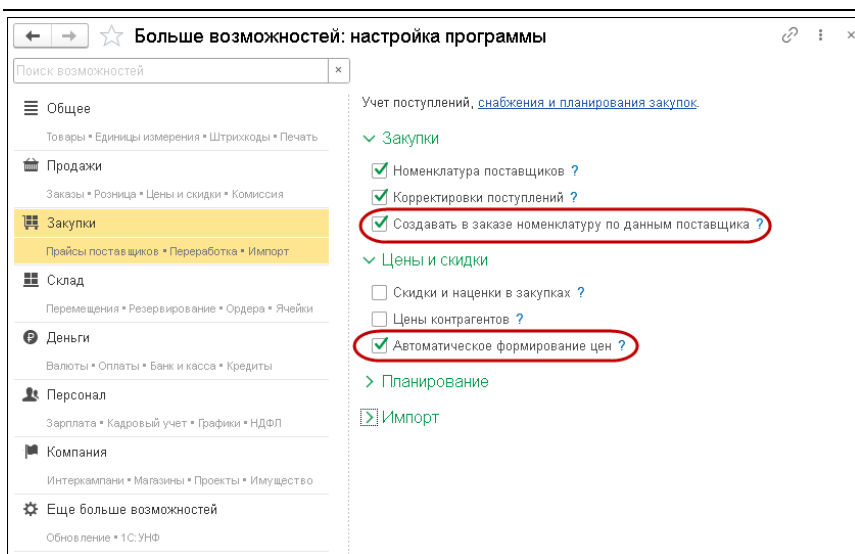 Больше возможностей: настройка программы
Поиск возможностей
Общее
Товары • Единицы измерения • Штрихкоды • Печать
Продажи
Заказы • Розница • Цены и скидки • Комиссия
Закупки
Прайсы поставщиков • Переработка • Импорт
Склад
Перемещения • Резервирование • Ордера • Ячейки
Деньги
Валюты • Оплаты • Банк и касса • Кредиты
Персонал
Зарплата • Кадровый учет • Графики • НДФЛ
Компания
Интеркампани • Магазины • Проекты • Имущество
Еще больше возможностей
Обновление • 1С:УНФ
Учет поступлений, снабжения и планирования закупок.
Закупки
Номенклатура поставщиков ?
Корректировки поступлений ?
Создавать в заказе номенклатуру по данным поставщика ?
Цены и скидки
Скидки и наценки в закупках ?
Цены контрагентов ?
Автоматическое формирование цен ?
Планирование
Импорт